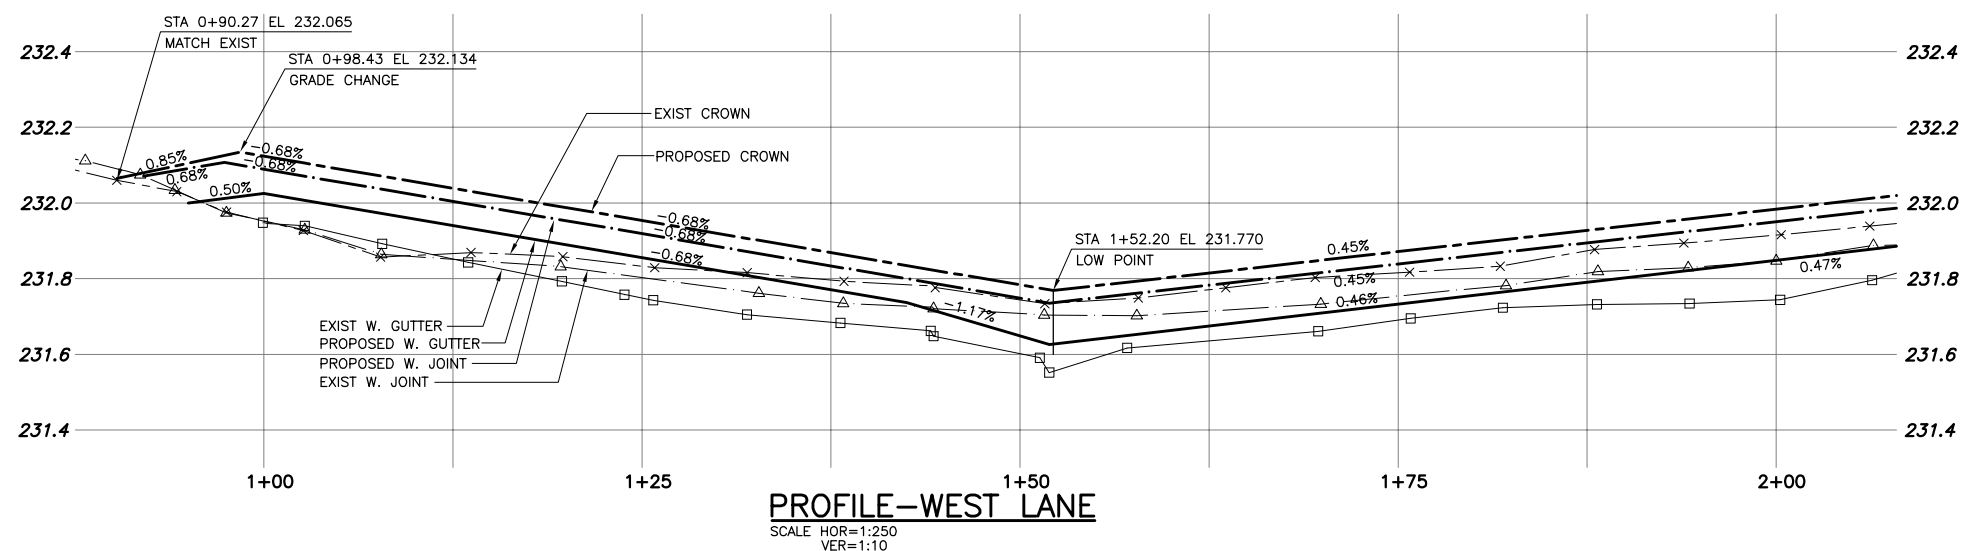 STA 0+90.27 EL 232.065
MATCH EXIST
STA 0+98.43 EL 232.134
GRADE CHANGE
232.4
232.4
EXIST CROWN
232.2
232.2
PROPOSED CROWN
0.85%
-0.68%
-0.68%
0.68%
0.50%
232.0
232.0
-0.68%
-0.68%
-0.68%
STA 1+52.20 EL 231.770
LOW POINT
0.45%
0.45%
0.46%
0.47%
231.8
231.8
-1.17%
EXIST W. GUTTER
PROPOSED W. GUTTER
PROPOSED W. JOINT
EXIST W. JOINT
231.6
231.6
231.4
231.4
1+00
1+25
1+50
1+75
2+00
PROFILE-WEST LANE
SCALE HOR=1:250
VER=1:10